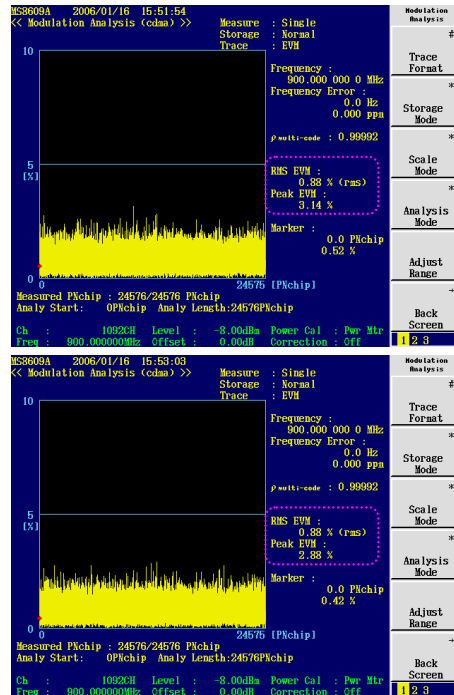 MS8609A 2006/01/16 15:51:54
<< Modulation Analysis (cdma) >> Measure : Single
Storage : Normal
Trace : EVM
10
Frequency :
900.000 000 0 MHz
Frequency Error :
0.0 Hz
0.000 ppm
ρmulti-code : 0.99992
5
[%]
RMS EVM :
0.88 % (rms)
Peak EVM :
3.14 %
Marker :
0.0 PNchip
0.52 %
0
0 24575 [PNchip]
Measured PNchip : 24576/24576 PNchip
Analy Start: 0PNchip Analy Length:24576PNchip
Ch : 1092CH Level : -8.00dBm Power Cal : Pwr Mtr
Freq : 900.000000MHz Offset : 0.00dB Correction : Off
Modulation
Analysis
#
Trace
Format
*
Storage
Mode
*
Scale
Mode
*
Analysis
Mode
Adjust
Range
→
Back
Screen
1 2 3
MS8609A 2006/01/16 15:53:03
<< Modulation Analysis (cdma) >> Measure : Single
Storage : Normal
Trace : EVM
10
Frequency :
900.000 000 0 MHz
Frequency Error :
0.0 Hz
0.000 ppm
ρmulti-code : 0.99992
5
[%]
RMS EVM :
0.88 % (rms)
Peak EVM :
2.88 %
Marker :
0.0 PNchip
0.42 %
0
0 24575 [PNchip]
Measured PNchip : 24576/24576 PNchip
Analy Start: 0PNchip Analy Length:24576PNchip
Ch : 1092CH Level : -8.00dBm Power Cal : Pwr Mtr
Freq : 900.000000MHz Offset : 0.00dB Correction : Off
Modulation
Analysis
#
Trace
Format
*
Storage
Mode
*
Scale
Mode
*
Analysis
Mode
Adjust
Range
→
Back
Screen
1 2 3